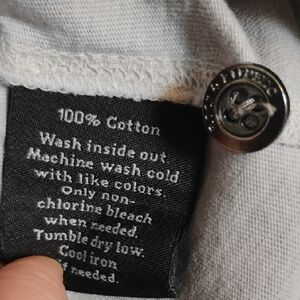 100% Cotton
Wash inside out.
Machine wash cold
with like colors.
Only non-
chlorine bleach
when needed.
Tumble dry low.
Cool iron
if needed.